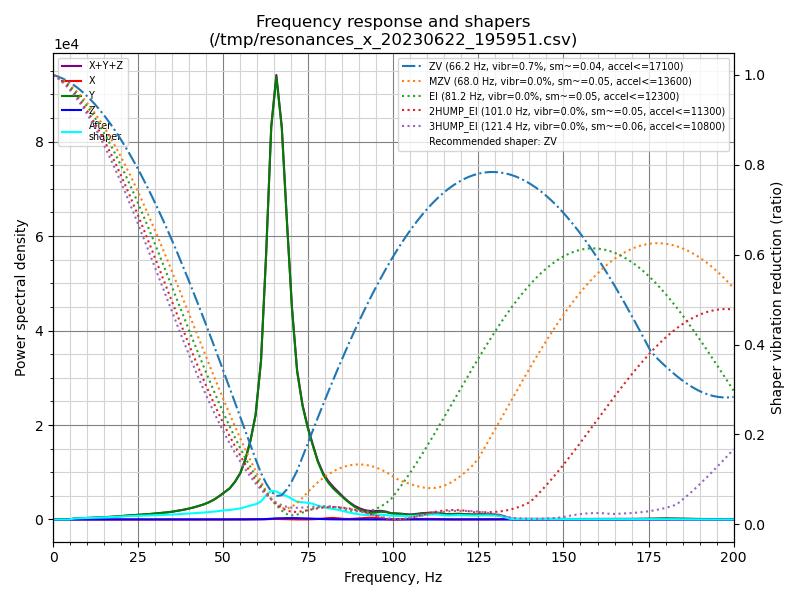 Frequency response and shapers
(/tmp/resonances_x_20230622_195951.csv)
1e4
X+Y+Z
X
Y
Z
After
shaper
ZV (66.2 Hz, vibr=0.7%, sm~=0.04, accel<=17100)
MZV (68.0 Hz, vibr=0.0%, sm~=0.05, accel<=13600)
EI (81.2 Hz, vibr=0.0%, sm~=0.05, accel<=12300)
2HUMP_EI (101.0 Hz, vibr=0.0%, sm~=0.05, accel<=11300)
3HUMP_EI (121.4 Hz, vibr=0.0%, sm~=0.06, accel<=10800)
Recommended shaper: ZV
Power spectral density
8
6
4
2
0
1.0
0.8
0.6
0.4
0.2
0.0
Shaper vibration reduction (ratio)
0 25 50 75 100 125 150 175 200
Frequency, Hz